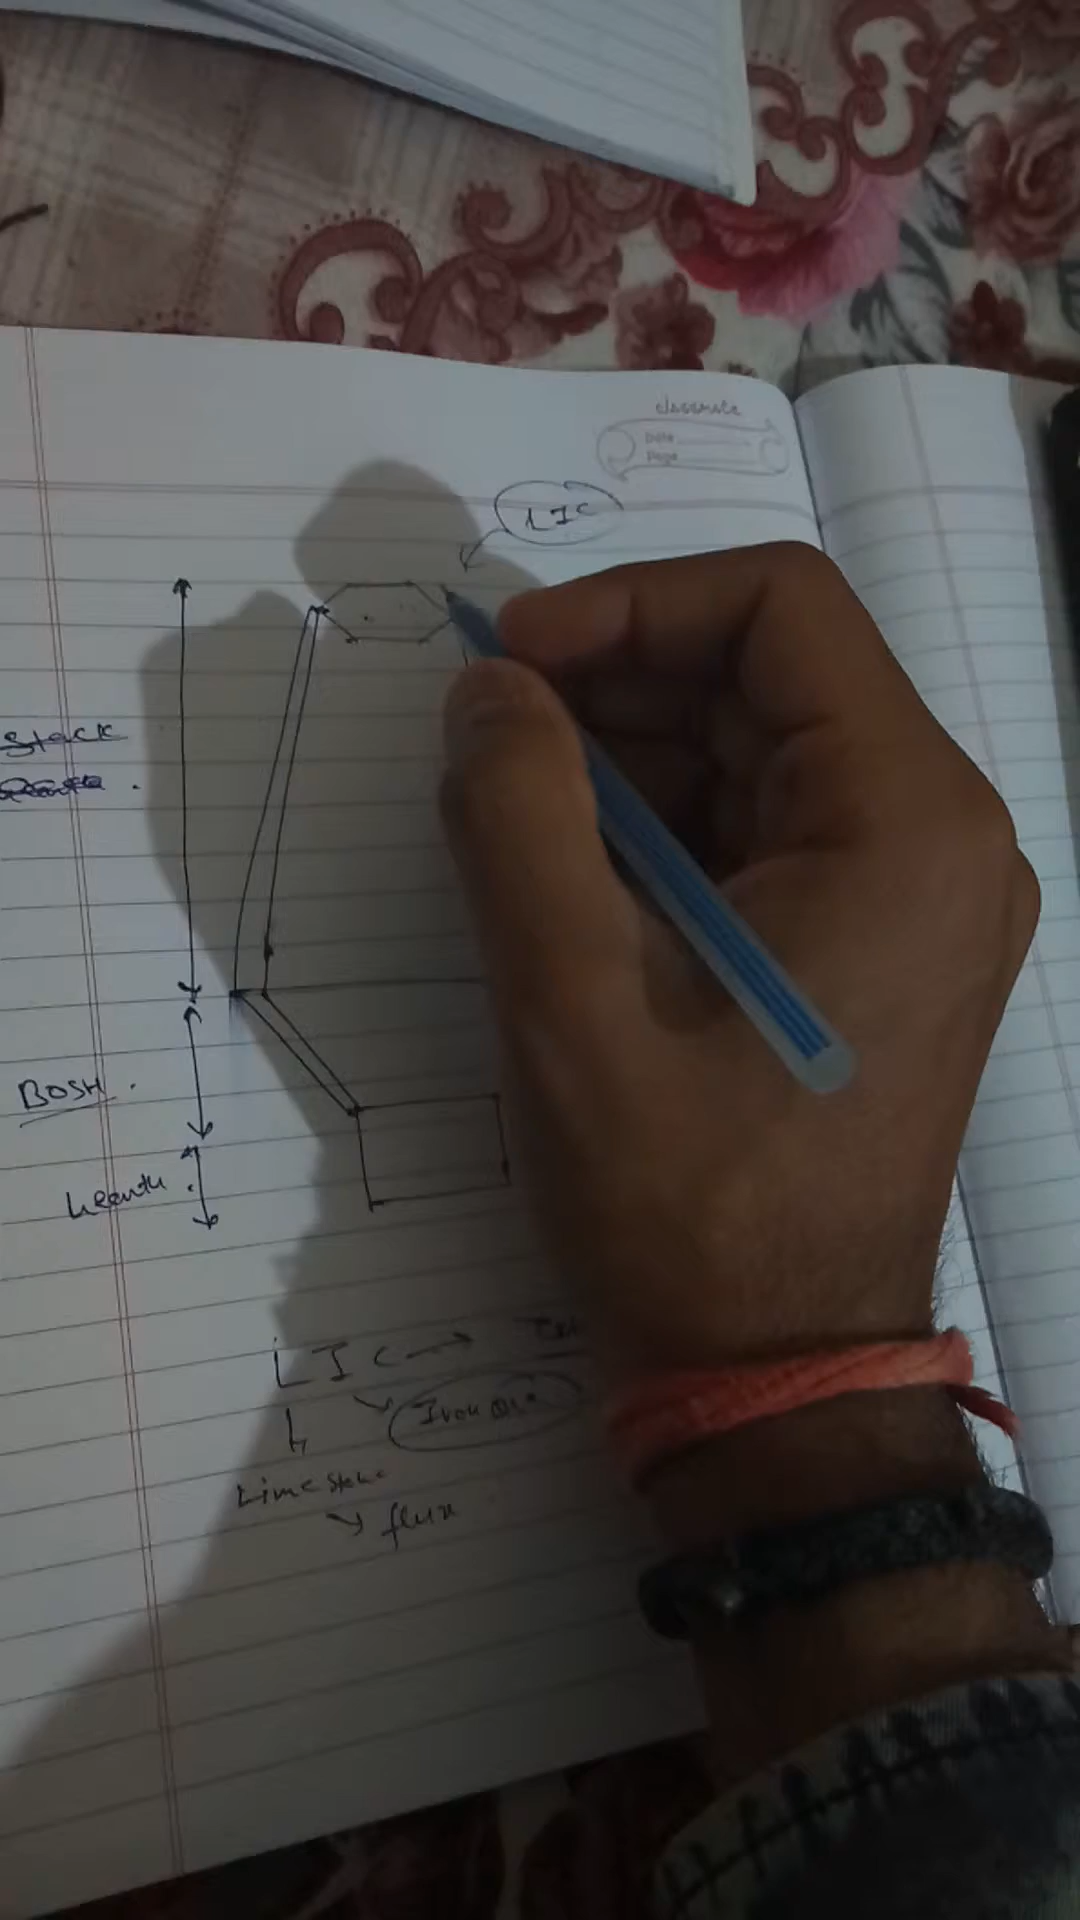 classmate
Date
Page
LIC
Stack
BOSH.
hearth.
LIC
Iron Ore
Lime Stone
flux